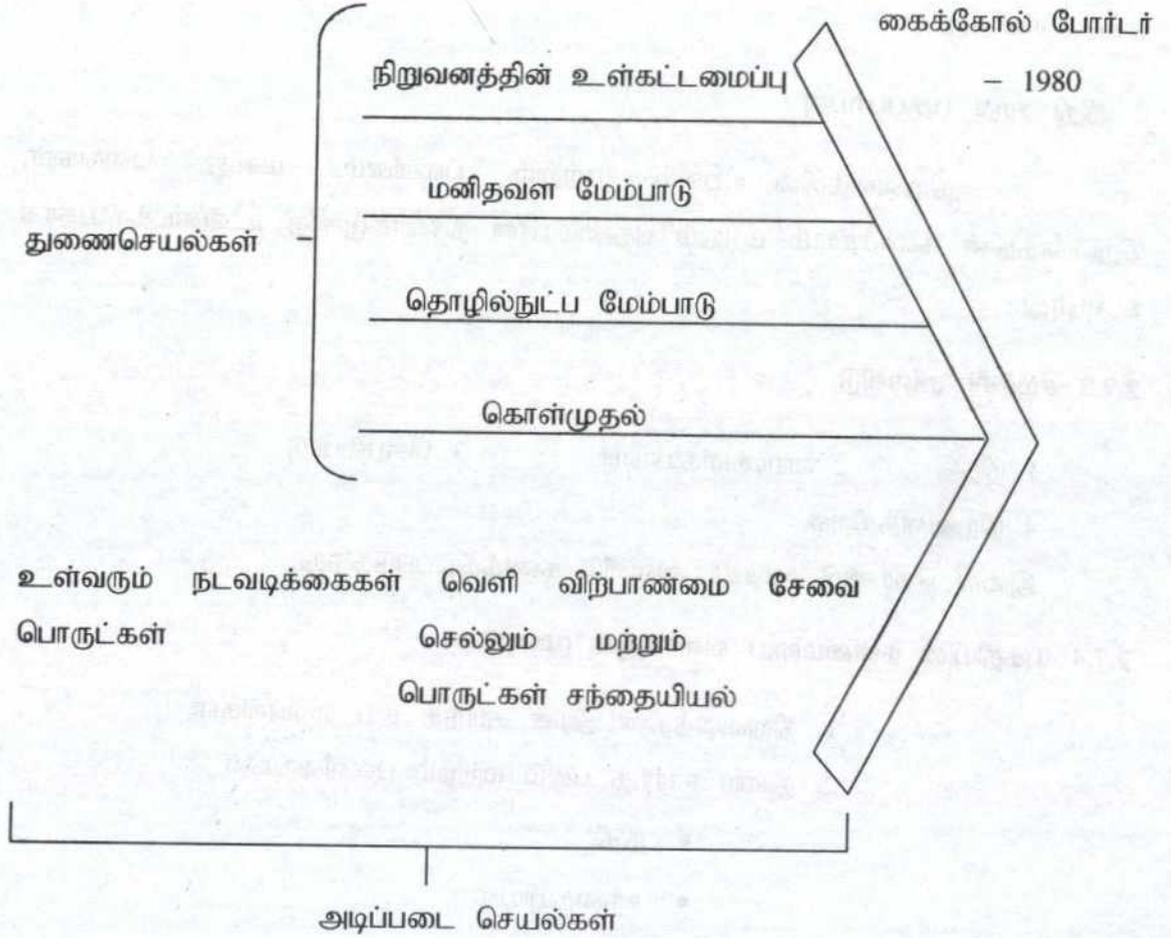 கைக்கோல் போர்டர்
நிறுவனத்தின் உள்கட்டமைப்பு – 1980
மனிதவள மேம்பாடு
துணைசெயல்கள்
தொழில்நுட்ப மேம்பாடு
கொள்முதல்
உள்வரும் நடவடிக்கைகள் வெளி விற்பாண்மை சேவை
பொருட்கள் செல்லும் மற்றும்
பொருட்கள் சந்தையியல்
அடிப்படை செயல்கள்